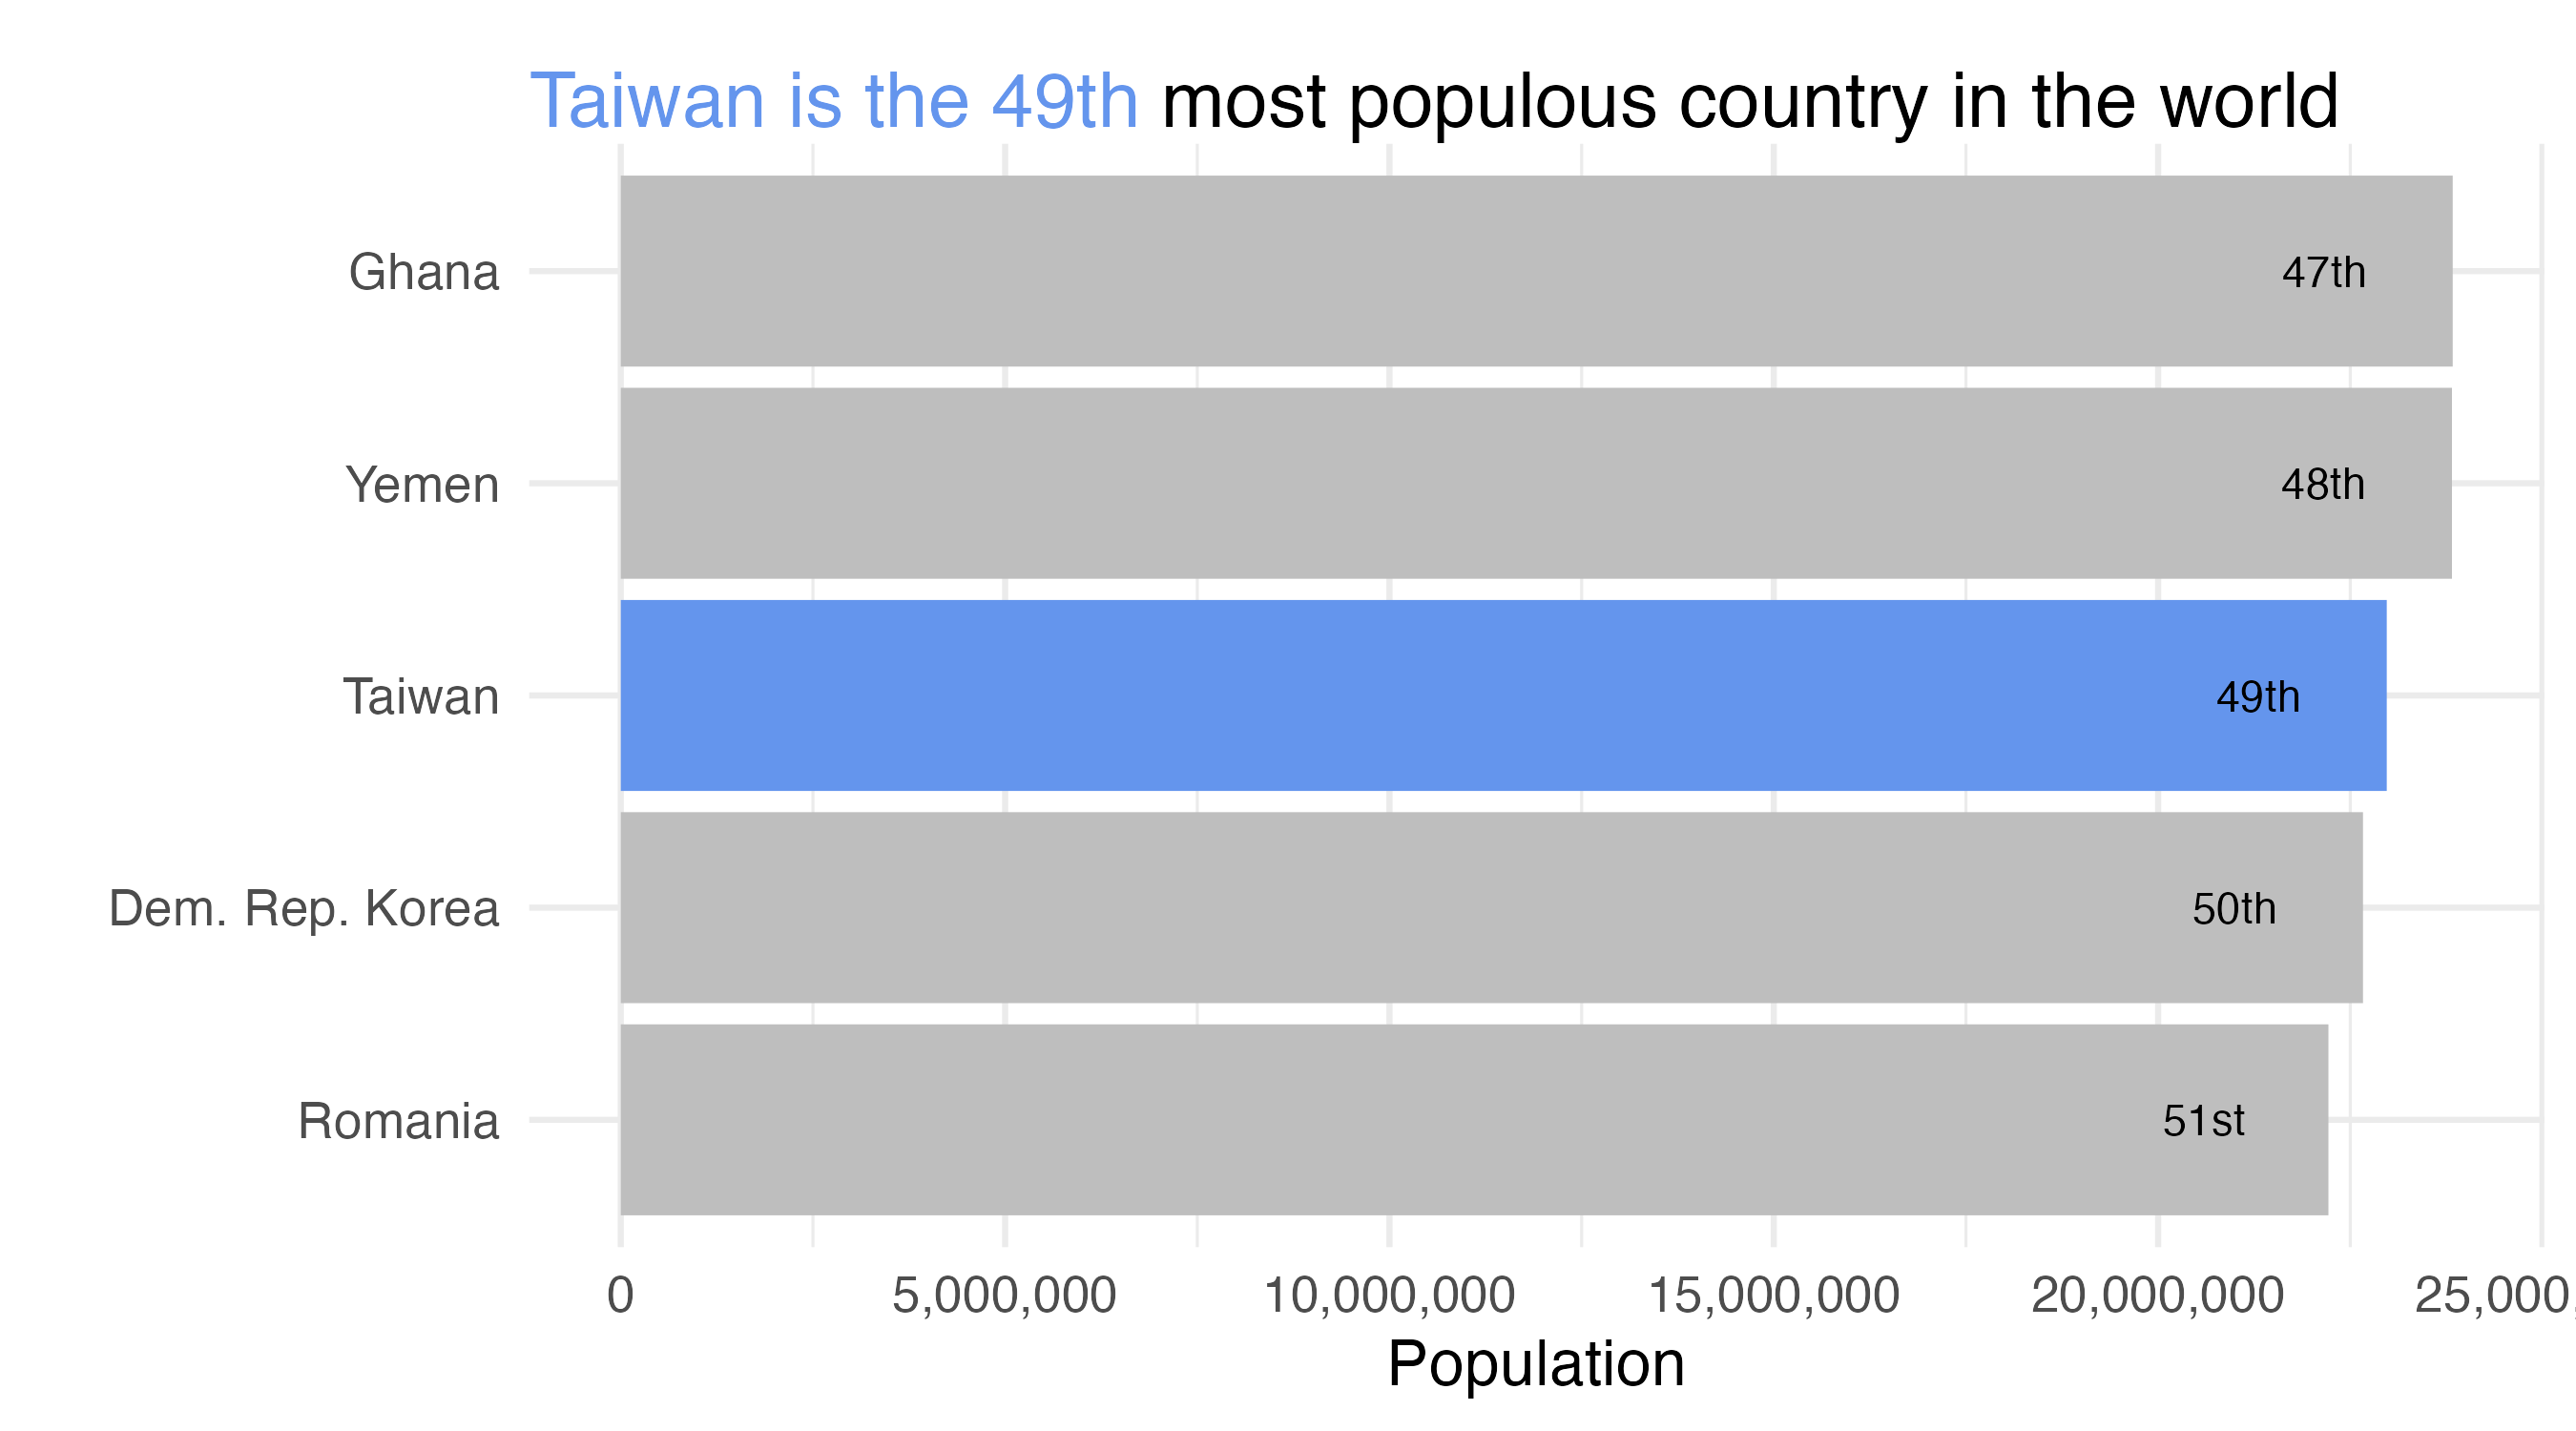 Taiwan is the 49th most populous country in the world
Ghana
47th
Yemen
48th
Taiwan
49th
Dem. Rep. Korea
50th
Romania
51st
0
5,000,000
10,000,000
15,000,000
20,000,000
25,000,
Population